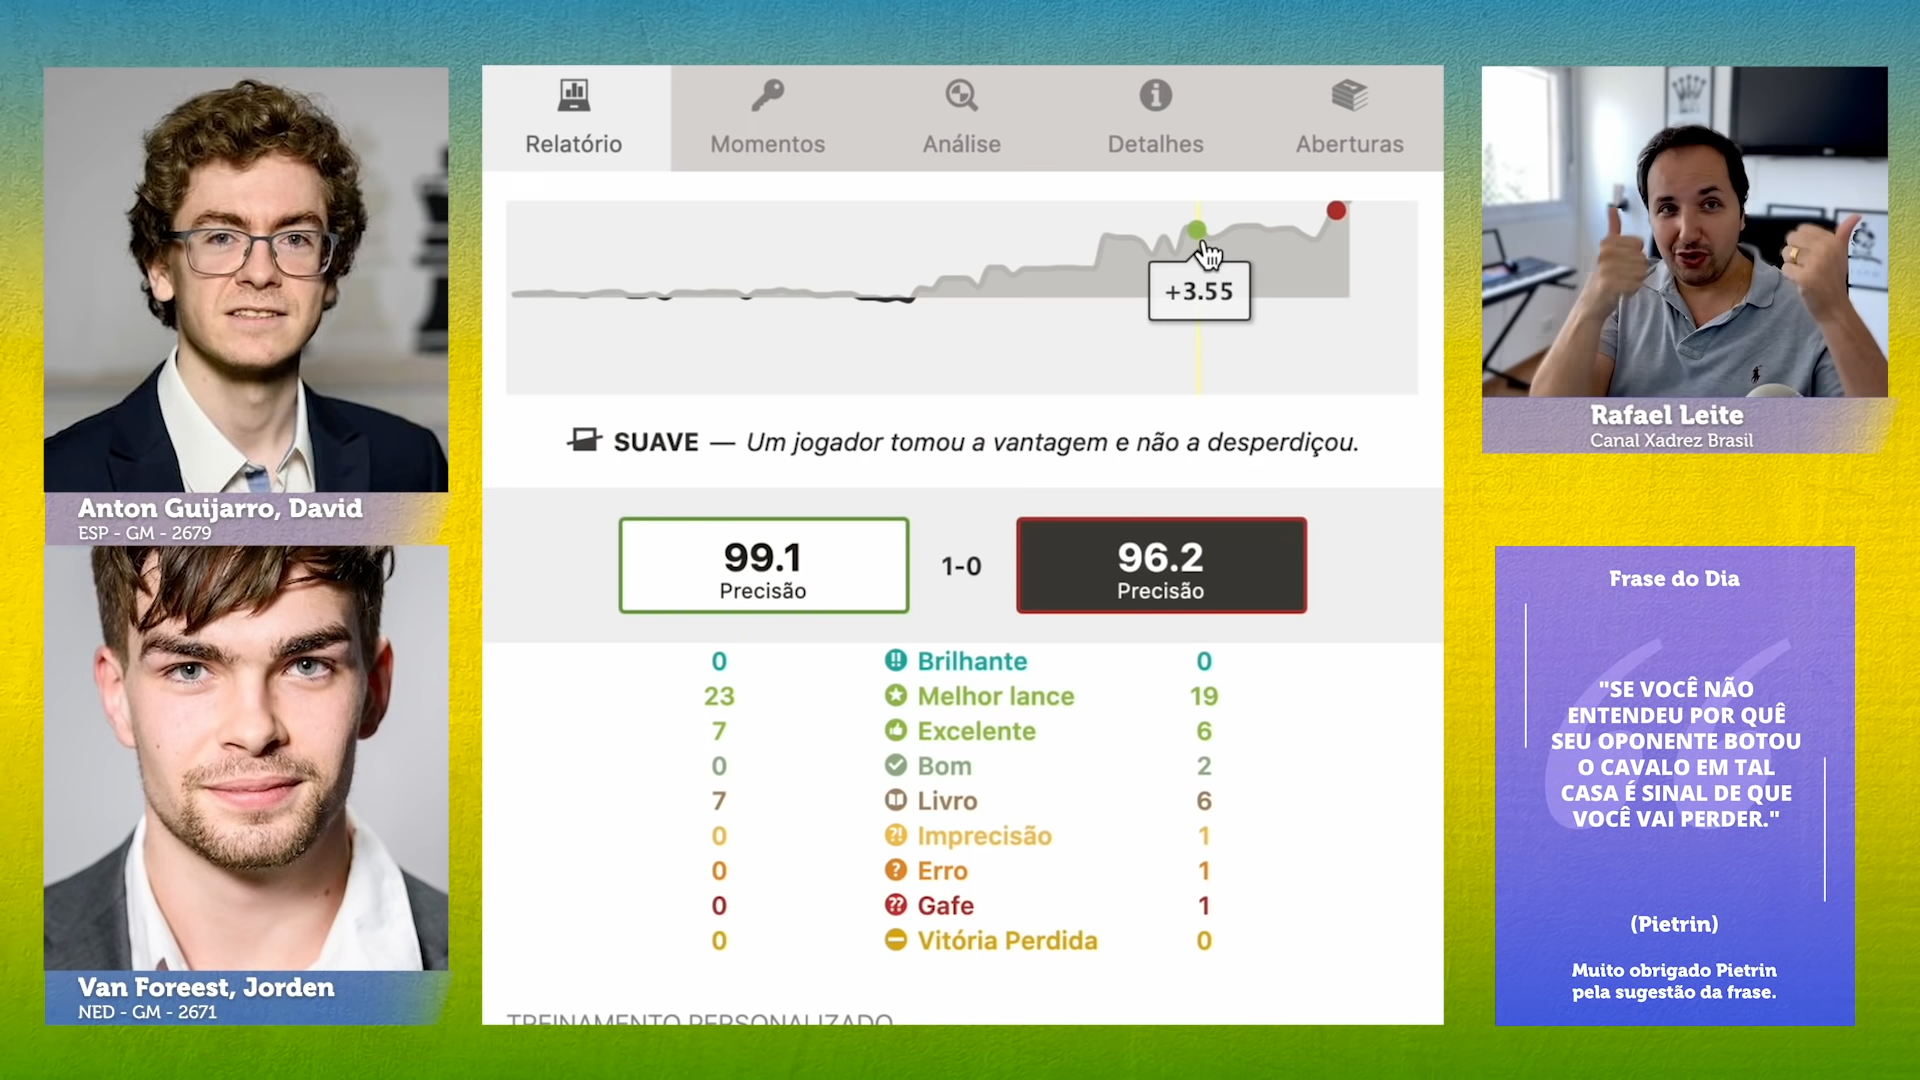 Anton Guijarro, David
ESP - GM - 2679
Van Foreest, Jorden
NED - GM - 2671
Relatório
Momentos
Análise
Detalhes
Aberturas
+3.55
SUAVE — Um jogador tomou a vantagem e não a desperdiçou.
99.1
Precisão
1-0
96.2
Precisão
0 Brilhante 0
23 Melhor lance 19
7 Excelente 6
0 Bom 2
7 Livro 6
0 Imprecisão 1
0 Erro 1
0 Gafe 1
0 Vitória Perdida 0
TREINAMENTO PERSONALIZADO
Rafael Leite
Canal Xadrez Brasil
Frase do Dia
"SE VOCÊ NÃO
ENTENDEU POR QUÊ
SEU OPONENTE BOTOU
O CAVALO EM TAL
CASA É SINAL DE QUE
VOCÊ VAI PERDER."
(Pietrin)
Muito obrigado Pietrin
pela sugestão da frase.